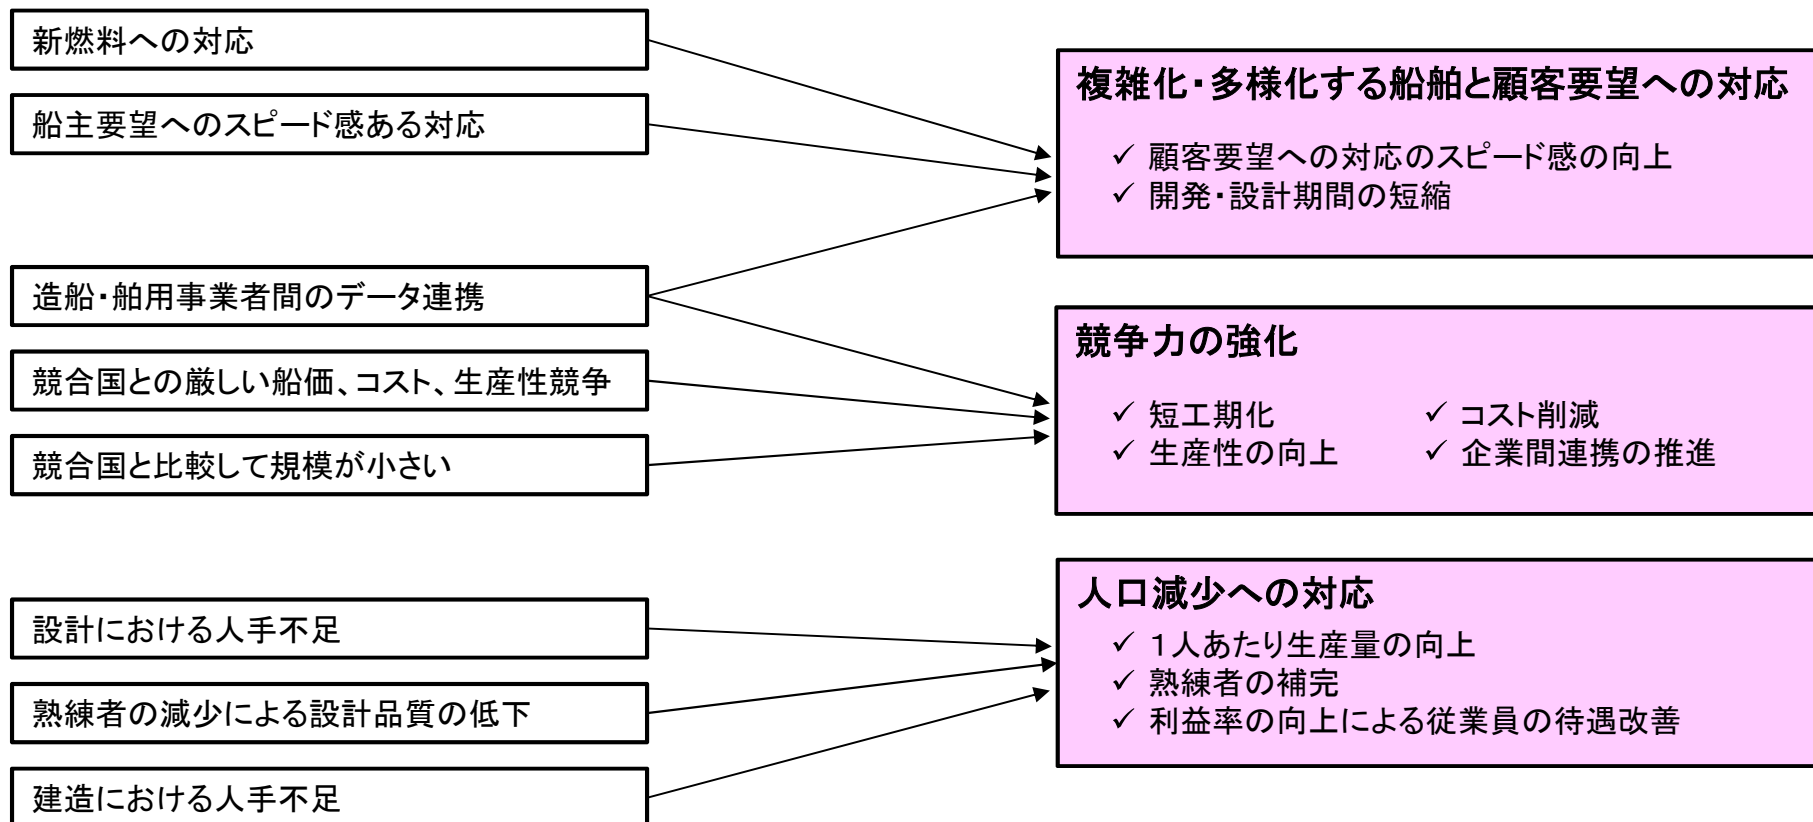 新燃料への対応
船主要望へのスピード感ある対応
造船・舶用事業者間のデータ連携
競合国との厳しい船価、コスト、生産性競争
競合国と比較して規模が小さい
設計における人手不足
熟練者の減少による設計品質の低下
建造における人手不足
複雑化・多様化する船舶と顧客要望への対応
✓ 顧客要望への対応のスピード感の向上
✓ 開発・設計期間の短縮
競争力の強化
✓ 短工期化 ✓ コスト削減
✓ 生産性の向上 ✓ 企業間連携の推進
人口減少への対応
✓ １人あたり生産量の向上
✓ 熟練者の補完
✓ 利益率の向上による従業員の待遇改善